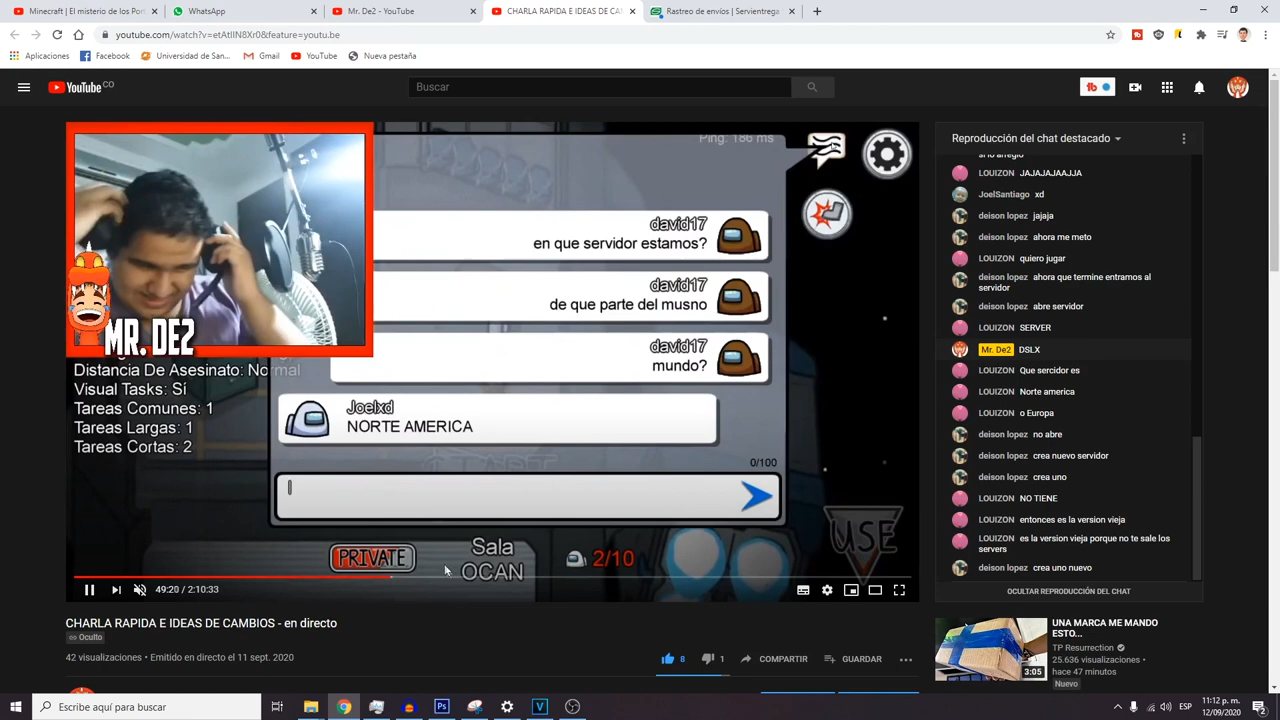 Minecraft | El misterio de los Port
WhatsApp
Mr. De2 - YouTube
CHARLA RAPIDA E IDEAS DE CAM
Rastreo de envíos | Servientrega
youtube.com/watch?v=etAtIIN8Xr0&feature=youtu.be
Aplicaciones
Facebook
Universidad de San...
Gmail
YouTube
Nueva pestaña
YouTube CO
Buscar
Ping: 186 ms
david17
en que servidor estamos?
david17
de que parte del musno
david17
mundo?
Joelxd
NORTE AMERICA
0/100
MR. DE2
Distancia De Asesinato: Normal
Visual Tasks: Sí
Tareas Comunes: 1
Tareas Largas: 1
Tareas Cortas: 2
PRIVATE
Sala
OCAN
2/10
USE
49:20 / 2:10:33
Reproducción del chat destacado
LOUIZON JAJAJAJAAJJA
JoelSantiago xd
deison lopez jajaja
deison lopez ahora me meto
LOUIZON quiero jugar
deison lopez ahora que termine entramos al
servidor
deison lopez abre servidor
LOUIZON SERVER
Mr. De2 DSLX
LOUIZON Que sercidor es
LOUIZON Norte america
LOUIZON o Europa
deison lopez no abre
deison lopez crea nuevo servidor
deison lopez crea uno
LOUIZON NO TIENE
LOUIZON entonces es la version vieja
LOUIZON es la version vieja porque no te sale los
servers
deison lopez crea uno nuevo
OCULTAR REPRODUCCIÓN DEL CHAT
CHARLA RAPIDA E IDEAS DE CAMBIOS - en directo
Oculto
42 visualizaciones • Emitido en directo el 11 sept. 2020
8
1
COMPARTIR
GUARDAR
UNA MARCA ME MANDO
ESTO...
TP Resurrection
25.636 visualizaciones •
hace 47 minutos
Nuevo
3:05
Escribe aquí para buscar
ESP
11:12 p. m.
12/09/2020
2